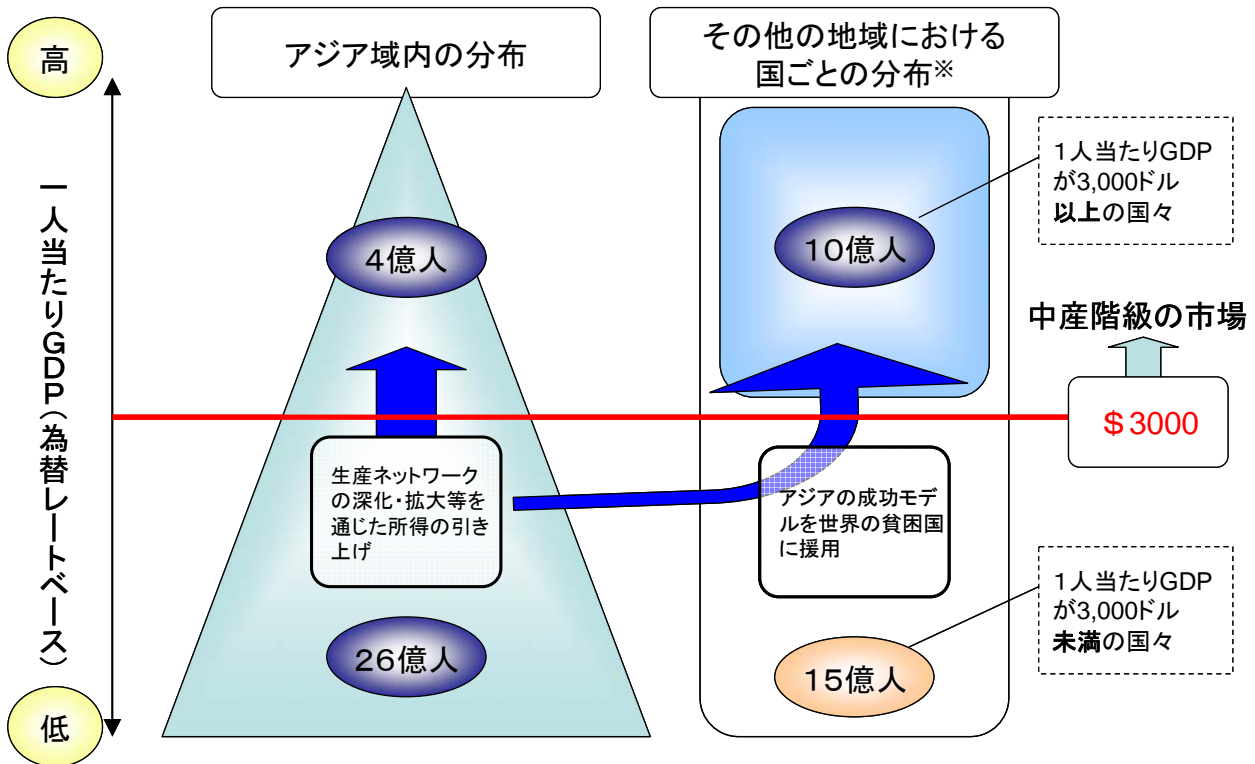 高
アジア域内の分布
その他の地域における
国ごとの分布※
一人当たりGDP(為替レートベース)
4億人
10億人
1人当たりGDP
が3,000ドル
以上の国々
中産階級の市場
$3000
生産ネットワーク
の深化・拡大等を
通じた所得の引き
上げ
アジアの成功モデ
ルを世界の貧困国
に援用
26億人
15億人
1人当たりGDP
が3,000ドル
未満の国々
低